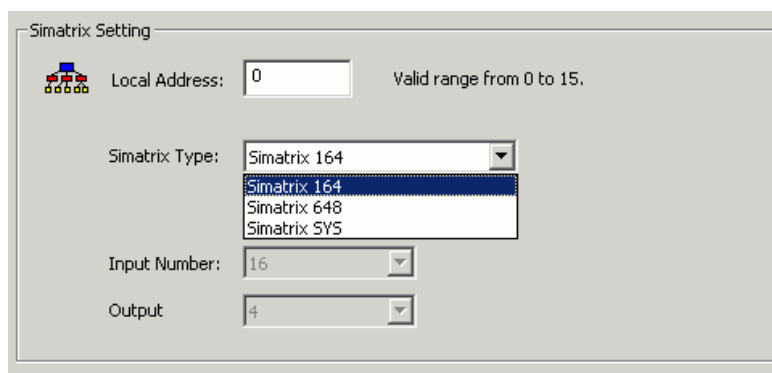 Simatrix Setting
Local Address: 0 Valid range from 0 to 15.
Simatrix Type: Simatrix 164
Simatrix 164
Simatrix 648
Simatrix SYS
Input Number: 16
Output 4